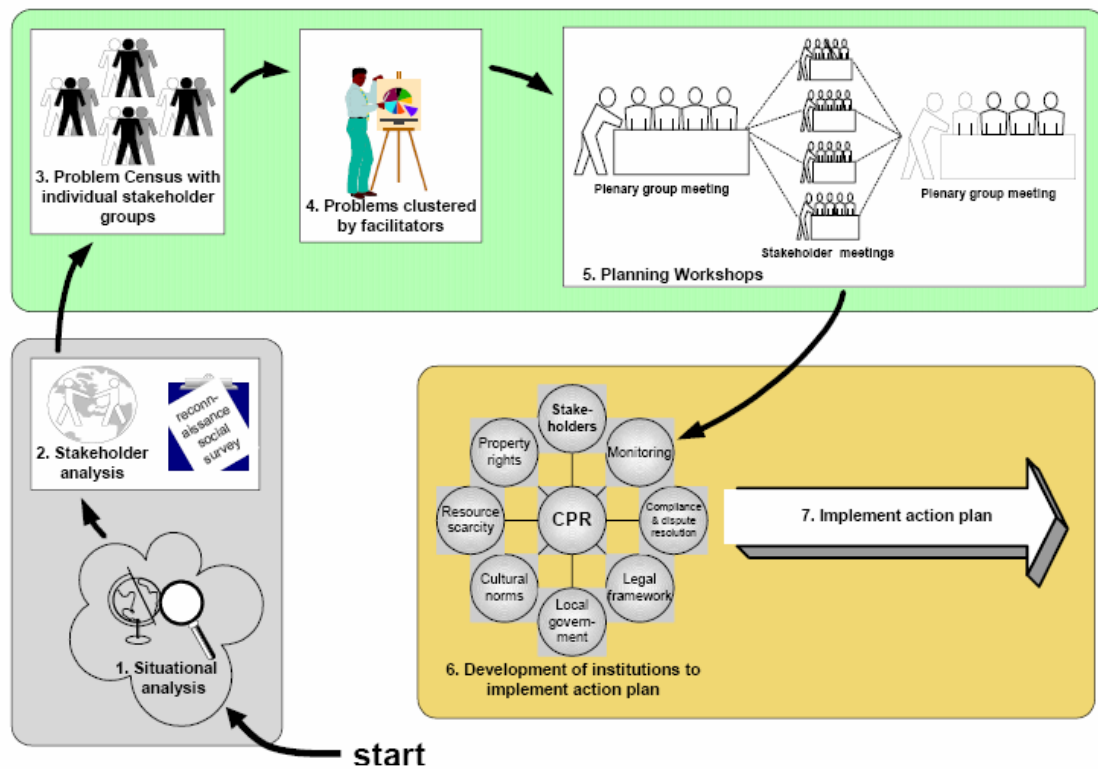 3. Problem Census with
individual stakeholder
groups
4. Problems clustered
by facilitators
Plenary group meeting
Stakeholder meetings
Plenary group meeting
5. Planning Workshops
2. Stakeholder
analysis
reconn-
aissance
social
survey
1. Situational
analysis
start
Stake-
holders
Property
rights
Monitoring
Resource
scarcity
CPR
Compliance
& dispute
resolution
Cultural
norms
Legal
framework
Local
govern-
ment
6. Development of institutions to
implement action plan
7. Implement action plan